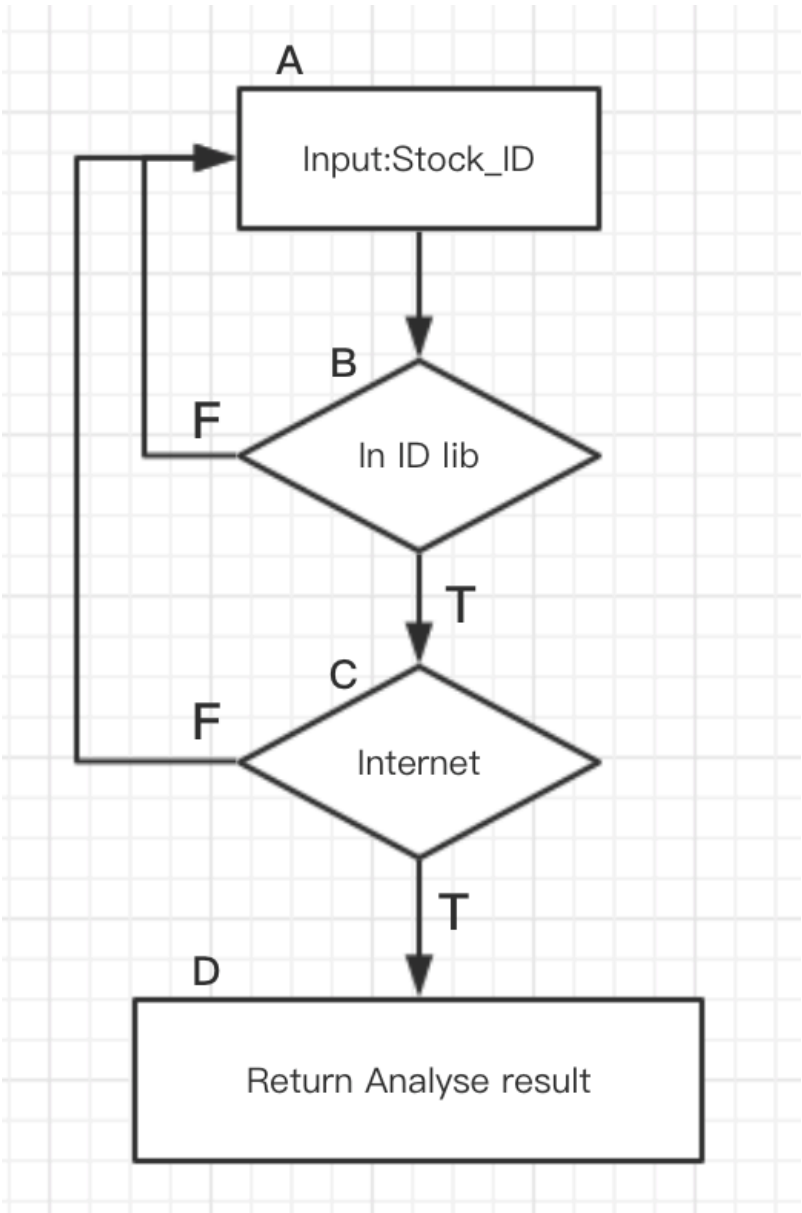 A
Input:Stock_ID
B
F
In ID lib
T
C
F
Internet
T
D
Return Analyse result